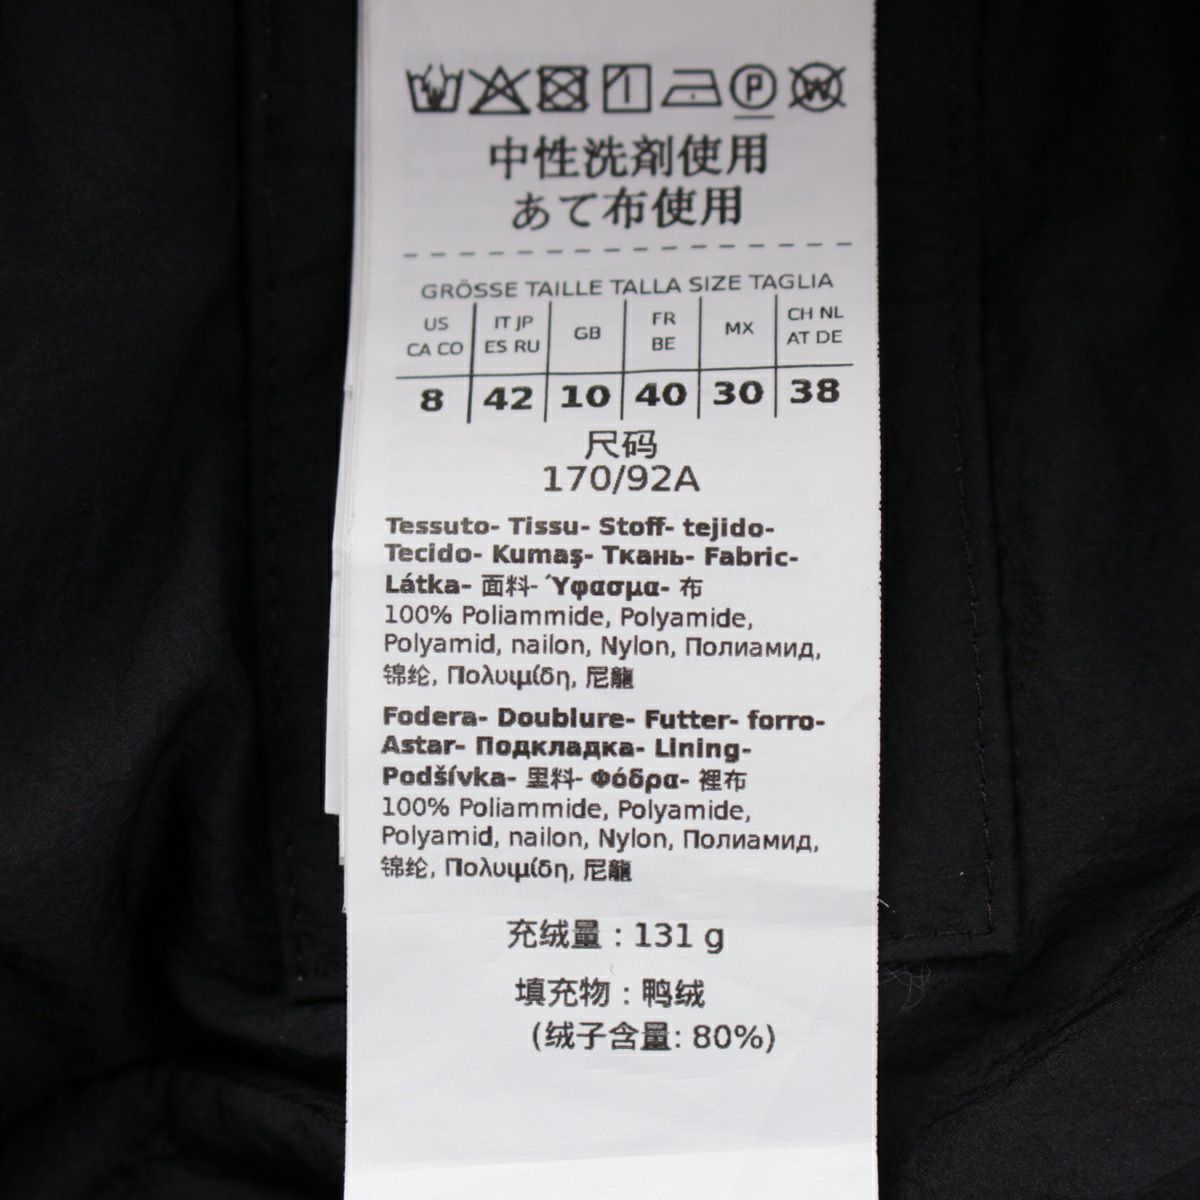 P W
中性洗剤使用
あて布使用
GRÖSSE TAILLE TALLA SIZE TAGLIA
US CA CO | IT JP ES RU | GB | FR BE | MX | CH NL AT DE
8 | 42 | 10 | 40 | 30 | 38
尺码
170/92A
Tessuto- Tissu- Stoff- tejido-
Tecido- Kumaş- Ткань- Fabric-
Látka- 面料- Ύφασμα- 布
100% Poliammide, Polyamide,
Polyamid, nailon, Nylon, Полиамид,
锦纶, Πολυιμίδη, 尼龍
Fodera- Doublure- Futter- forro-
Astar- Подкладка- Lining-
Podšívka- 里料- Φόδρα- 裡布
100% Poliammide, Polyamide,
Polyamid, nailon, Nylon, Полиамид,
锦纶, Πολυιμίδη, 尼龍
充绒量 : 131 g
填充物 : 鸭绒
(绒子含量: 80%)